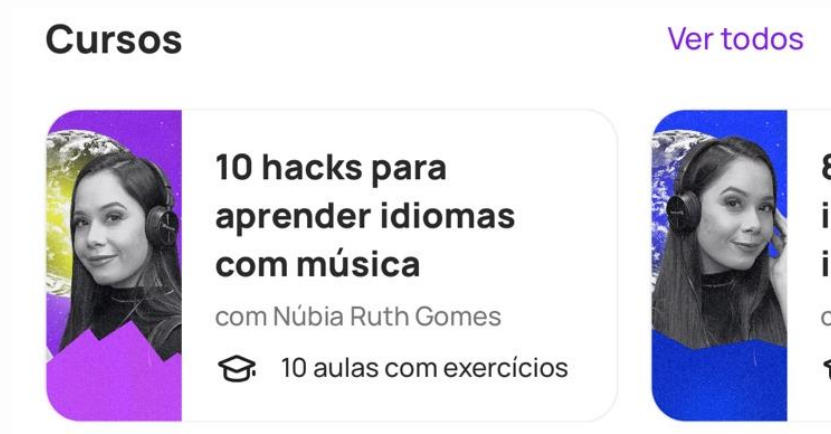 Cursos
Ver todos
10 hacks para
aprender idiomas
com música
com Núbia Ruth Gomes
10 aulas com exercícios